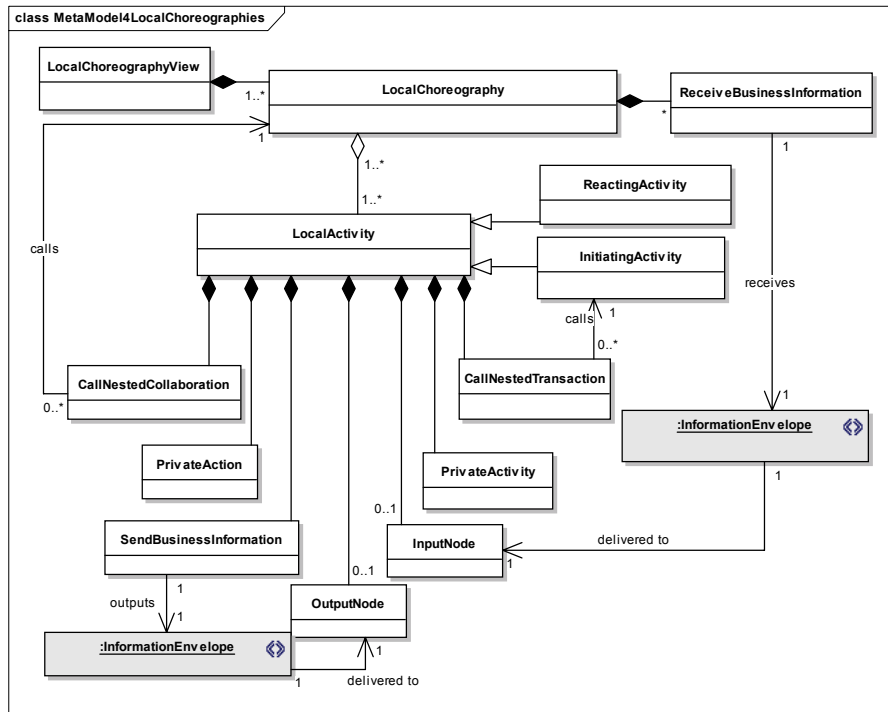 class MetaModel4LocalChoreographies
LocalChoreographyView
1..*
LocalChoreography
*
ReceiveBusinessInformation
1
1
1..*
1..*
ReactingActivity
LocalActivity
calls
InitiatingActivity
1
receives
calls
0..*
CallNestedCollaboration
0..*
CallNestedTransaction
1
:InformationEnvelope
1
PrivateAction
PrivateActivity
0..1
SendBusinessInformation
InputNode
1
delivered to
1
outputs
1
0..1
OutputNode
:InformationEnvelope
1
1
delivered to